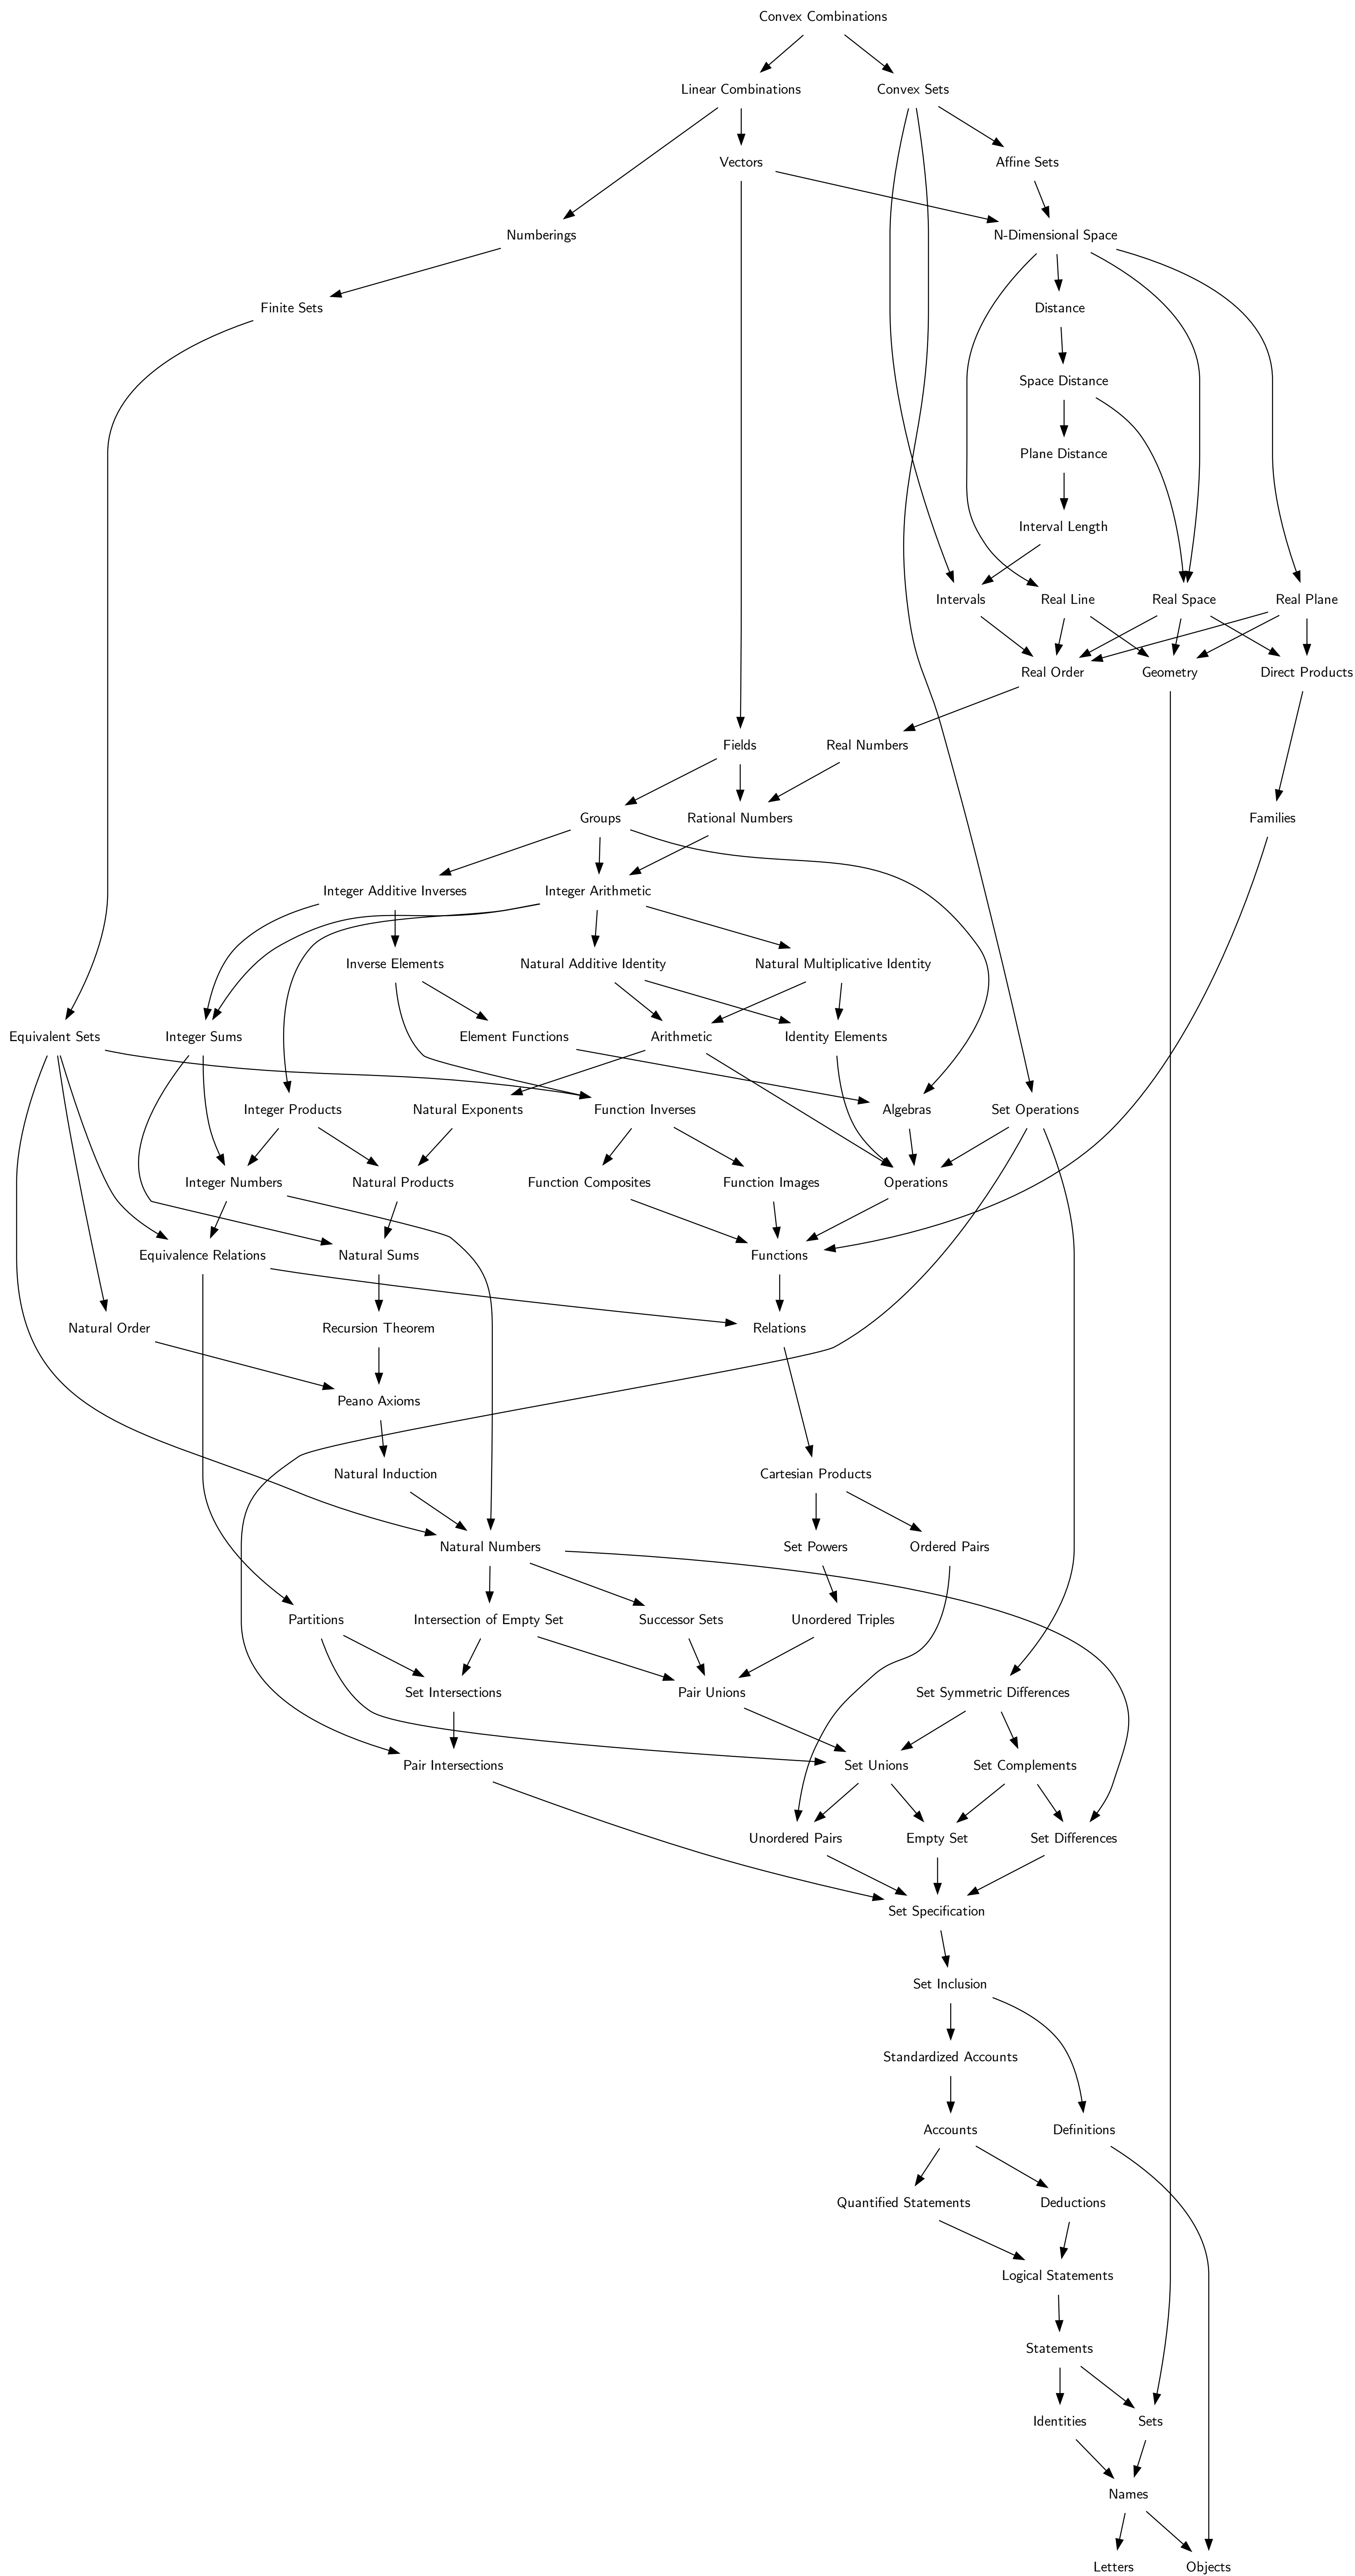 Convex Combinations
Linear Combinations
Convex Sets
Vectors
Affine Sets
Numberings
N-Dimensional Space
Finite Sets
Distance
Space Distance
Plane Distance
Interval Length
Intervals
Real Line
Real Space
Real Plane
Real Order
Geometry
Direct Products
Fields
Real Numbers
Groups
Rational Numbers
Families
Integer Additive Inverses
Integer Arithmetic
Inverse Elements
Natural Additive Identity
Natural Multiplicative Identity
Equivalent Sets
Integer Sums
Element Functions
Arithmetic
Identity Elements
Integer Products
Natural Exponents
Function Inverses
Algebras
Set Operations
Integer Numbers
Natural Products
Function Composites
Function Images
Operations
Equivalence Relations
Natural Sums
Functions
Natural Order
Recursion Theorem
Relations
Peano Axioms
Natural Induction
Cartesian Products
Natural Numbers
Set Powers
Ordered Pairs
Partitions
Intersection of Empty Set
Successor Sets
Unordered Triples
Set Intersections
Pair Unions
Set Symmetric Differences
Pair Intersections
Set Unions
Set Complements
Unordered Pairs
Empty Set
Set Differences
Set Specification
Set Inclusion
Standardized Accounts
Accounts
Definitions
Quantified Statements
Deductions
Logical Statements
Statements
Identities
Sets
Names
Letters
Objects